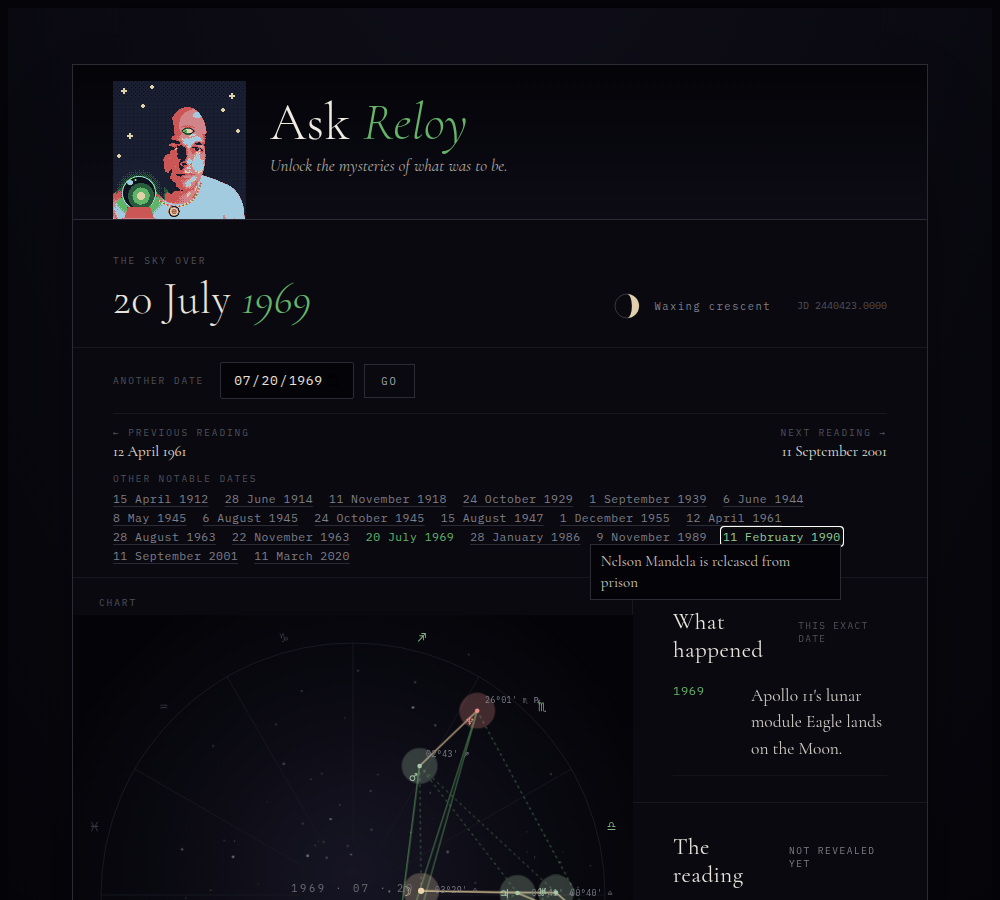 Ask Reloy
Unlock the mysteries of what was to be.
THE SKY OVER
20 July 1969
Waxing crescent
JD 2440423.0000
ANOTHER DATE
07/20/1969
GO
← PREVIOUS READING
12 April 1961
NEXT READING →
11 September 2001
OTHER NOTABLE DATES
15 April 1912 28 June 1914 11 November 1918 24 October 1929 1 September 1939 6 June 1944
8 May 1945 6 August 1945 24 October 1945 15 August 1947 1 December 1955 12 April 1961
28 August 1963 22 November 1963 20 July 1969 28 January 1986 9 November 1989 11 February 1990
11 September 2001 11 March 2020
Nelson Mandela is released from
prison
CHART
♑ ♐
♒
26°01' ♏ ℞
♏
♂
♓
♎
1969 · 07 ·
☽
♃
What
happened
THIS EXACT
DATE
1969
Apollo 11's lunar
module Eagle lands
on the Moon.
The
reading
NOT REVEALED
YET